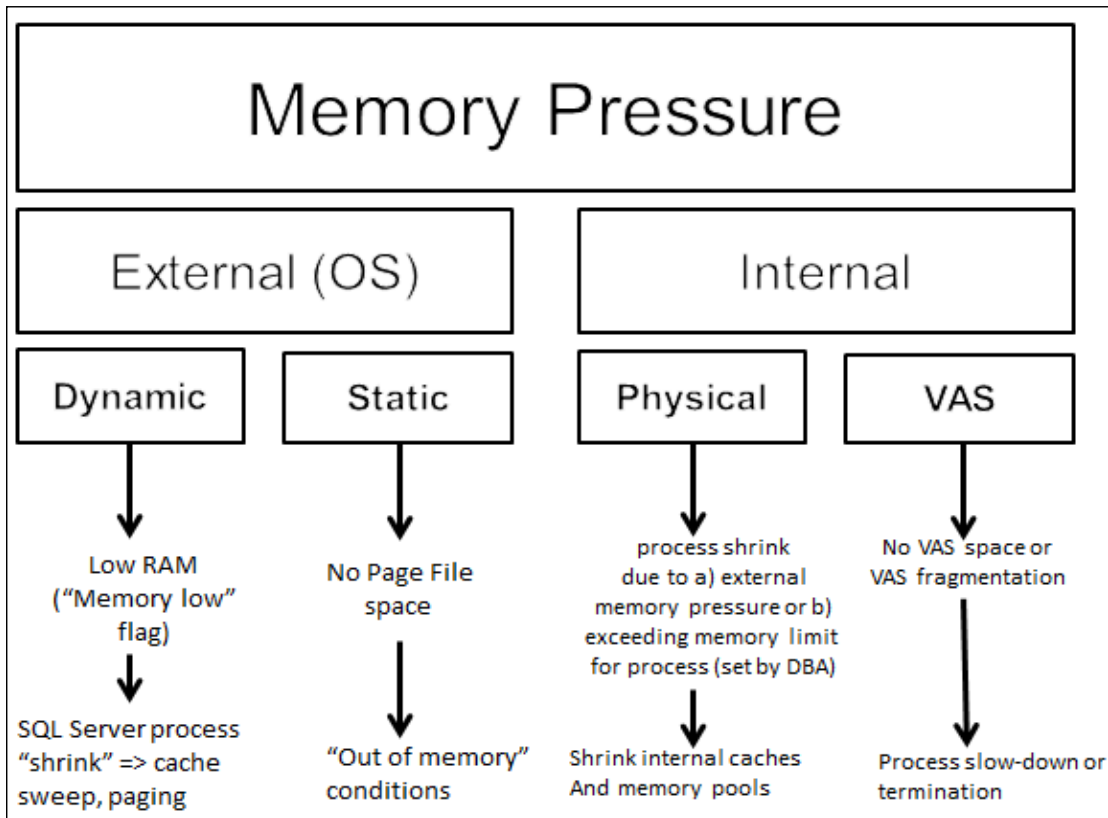 Memory Pressure
External (OS)
Internal
Dynamic
Static
Physical
VAS
Low RAM
(“Memory low”
flag)
SQL Server process
“shrink” => cache
sweep, paging
No Page File
space
“Out of memory”
conditions
process shrink
due to a) external
memory pressure or b)
exceeding memory limit
for process (set by DBA)
Shrink internal caches
And memory pools
No VAS space or
VAS fragmentation
Process slow-down or
termination